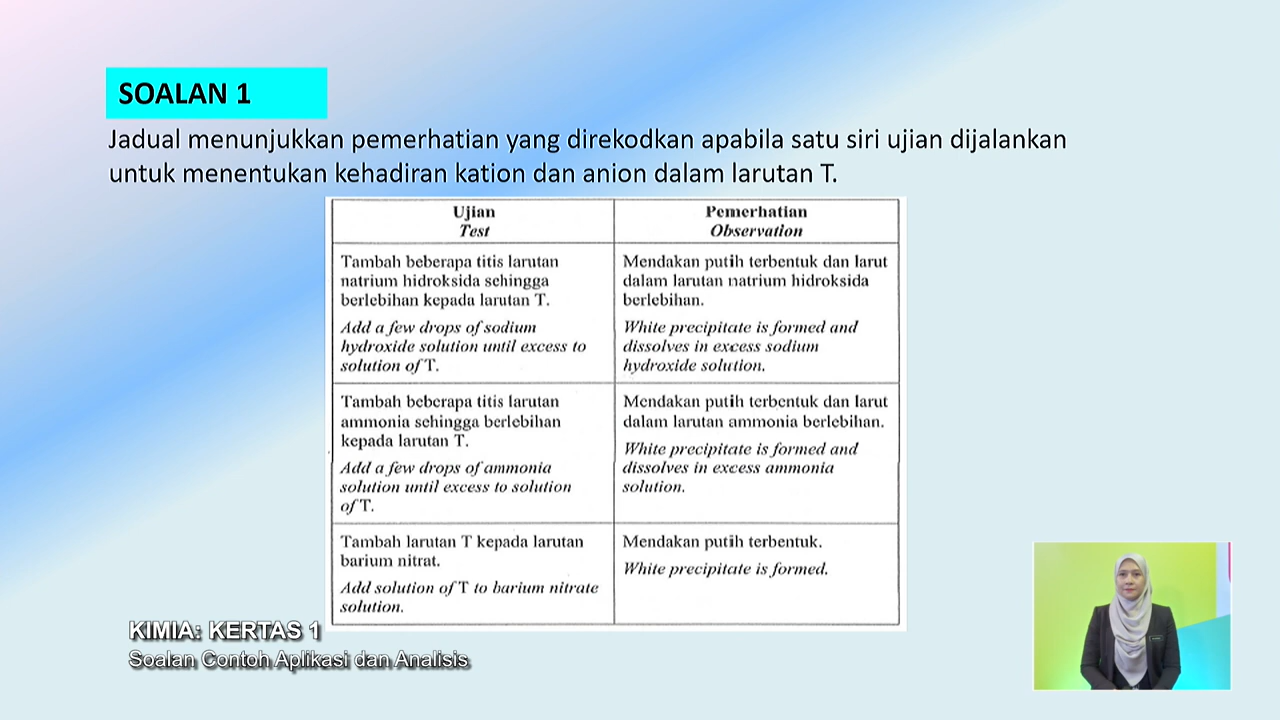 SOALAN 1
Jadual menunjukkan pemerhatian yang direkodkan apabila satu siri ujian dijalankan
untuk menentukan kehadiran kation dan anion dalam larutan T.
Ujian
Test
Pemerhatian
Observation
Tambah beberapa titis larutan
natrium hidroksida sehingga
berlebihan kepada larutan T.
Add a few drops of sodium
hydroxide solution until excess to
solution of T.
Mendakan putih terbentuk dan larut
dalam larutan natrium hidroksida
berlebihan.
White precipitate is formed and
dissolves in excess sodium
hydroxide solution.
Tambah beberapa titis larutan
ammonia sehingga berlebihan
kepada larutan T.
Add a few drops of ammonia
solution until excess to solution
of T.
Mendakan putih terbentuk dan larut
dalam larutan ammonia berlebihan.
White precipitate is formed and
dissolves in excess ammonia
solution.
Tambah larutan T kepada larutan
barium nitrat.
Add solution of T to barium nitrate
solution.
Mendakan putih terbentuk.
White precipitate is formed.
KIMIA: KERTAS 1
Soalan Contoh Aplikasi dan Analisis